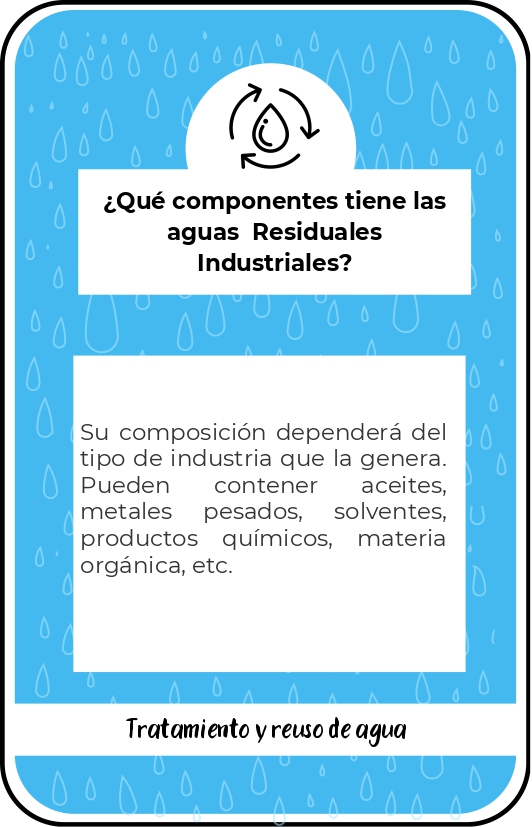 ¿Qué componentes tiene las
aguas Residuales
Industriales?
Su composición dependerá del
tipo de industria que la genera.
Pueden contener aceites,
metales pesados, solventes,
productos químicos, materia
orgánica, etc.
Tratamiento y reuso de agua